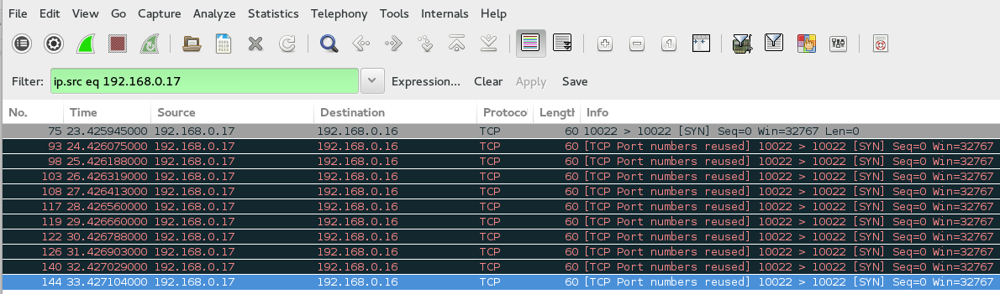 File Edit View Go Capture Analyze Statistics Telephony Tools Internals Help
Filter: ip.src eq 192.168.0.17 Expression... Clear Apply Save
No. Time Source Destination Protoco Length Info
75 23.425945000 192.168.0.17 192.168.0.16 TCP 60 10022 > 10022 [SYN] Seq=0 Win=32767 Len=0
93 24.426075000 192.168.0.17 192.168.0.16 TCP 60 [TCP Port numbers reused] 10022 > 10022 [SYN] Seq=0 Win=32767
98 25.426188000 192.168.0.17 192.168.0.16 TCP 60 [TCP Port numbers reused] 10022 > 10022 [SYN] Seq=0 Win=32767
103 26.426319000 192.168.0.17 192.168.0.16 TCP 60 [TCP Port numbers reused] 10022 > 10022 [SYN] Seq=0 Win=32767
108 27.426413000 192.168.0.17 192.168.0.16 TCP 60 [TCP Port numbers reused] 10022 > 10022 [SYN] Seq=0 Win=32767
117 28.426560000 192.168.0.17 192.168.0.16 TCP 60 [TCP Port numbers reused] 10022 > 10022 [SYN] Seq=0 Win=32767
119 29.426660000 192.168.0.17 192.168.0.16 TCP 60 [TCP Port numbers reused] 10022 > 10022 [SYN] Seq=0 Win=32767
122 30.426788000 192.168.0.17 192.168.0.16 TCP 60 [TCP Port numbers reused] 10022 > 10022 [SYN] Seq=0 Win=32767
126 31.426903000 192.168.0.17 192.168.0.16 TCP 60 [TCP Port numbers reused] 10022 > 10022 [SYN] Seq=0 Win=32767
140 32.427029000 192.168.0.17 192.168.0.16 TCP 60 [TCP Port numbers reused] 10022 > 10022 [SYN] Seq=0 Win=32767
144 33.427104000 192.168.0.17 192.168.0.16 TCP 60 [TCP Port numbers reused] 10022 > 10022 [SYN] Seq=0 Win=32767